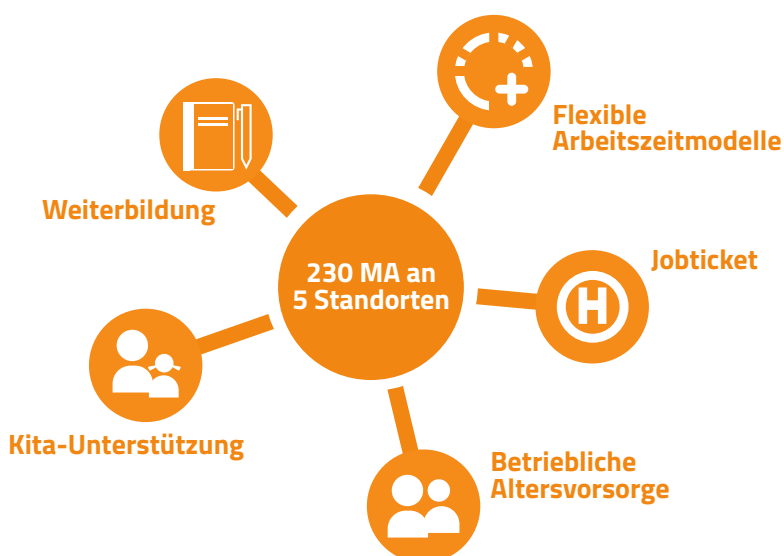 Flexible
Arbeitszeitmodelle
Weiterbildung
230 MA an
5 Standorten
Jobticket
H
Kita-Unterstützung
Betriebliche
Altersvorsorge